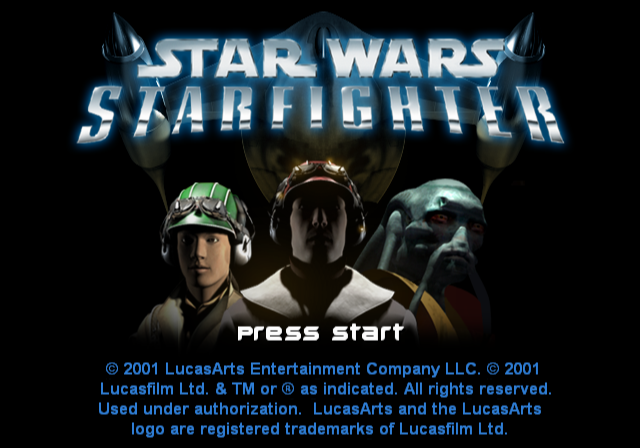 STAR WARS
STARFIGHTER
Press Start
© 2001 LucasArts Entertainment Company LLC. © 2001
Lucasfilm Ltd. & TM or ® as indicated. All rights reserved.
Used under authorization.  LucasArts and the LucasArts
logo are registered trademarks of Lucasfilm Ltd.